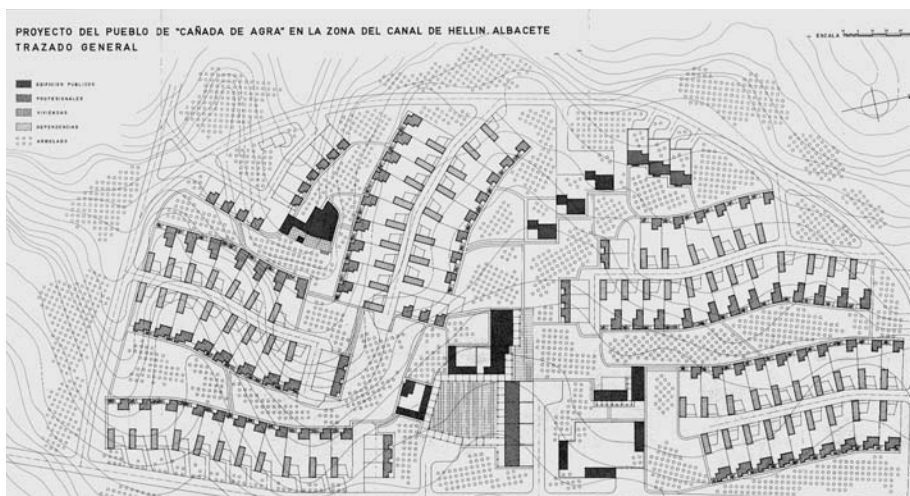 PROYECTO DEL PUEBLO DE "CAÑADA DE AGRA" EN LA ZONA DEL CANAL DE HELLIN. ALBACETE
TRAZADO GENERAL
ESCALA
EDIFICIOS PUBLICOS
PROFESIONALES
VIVIENDAS
DEPENDENCIAS
ARBOLADO